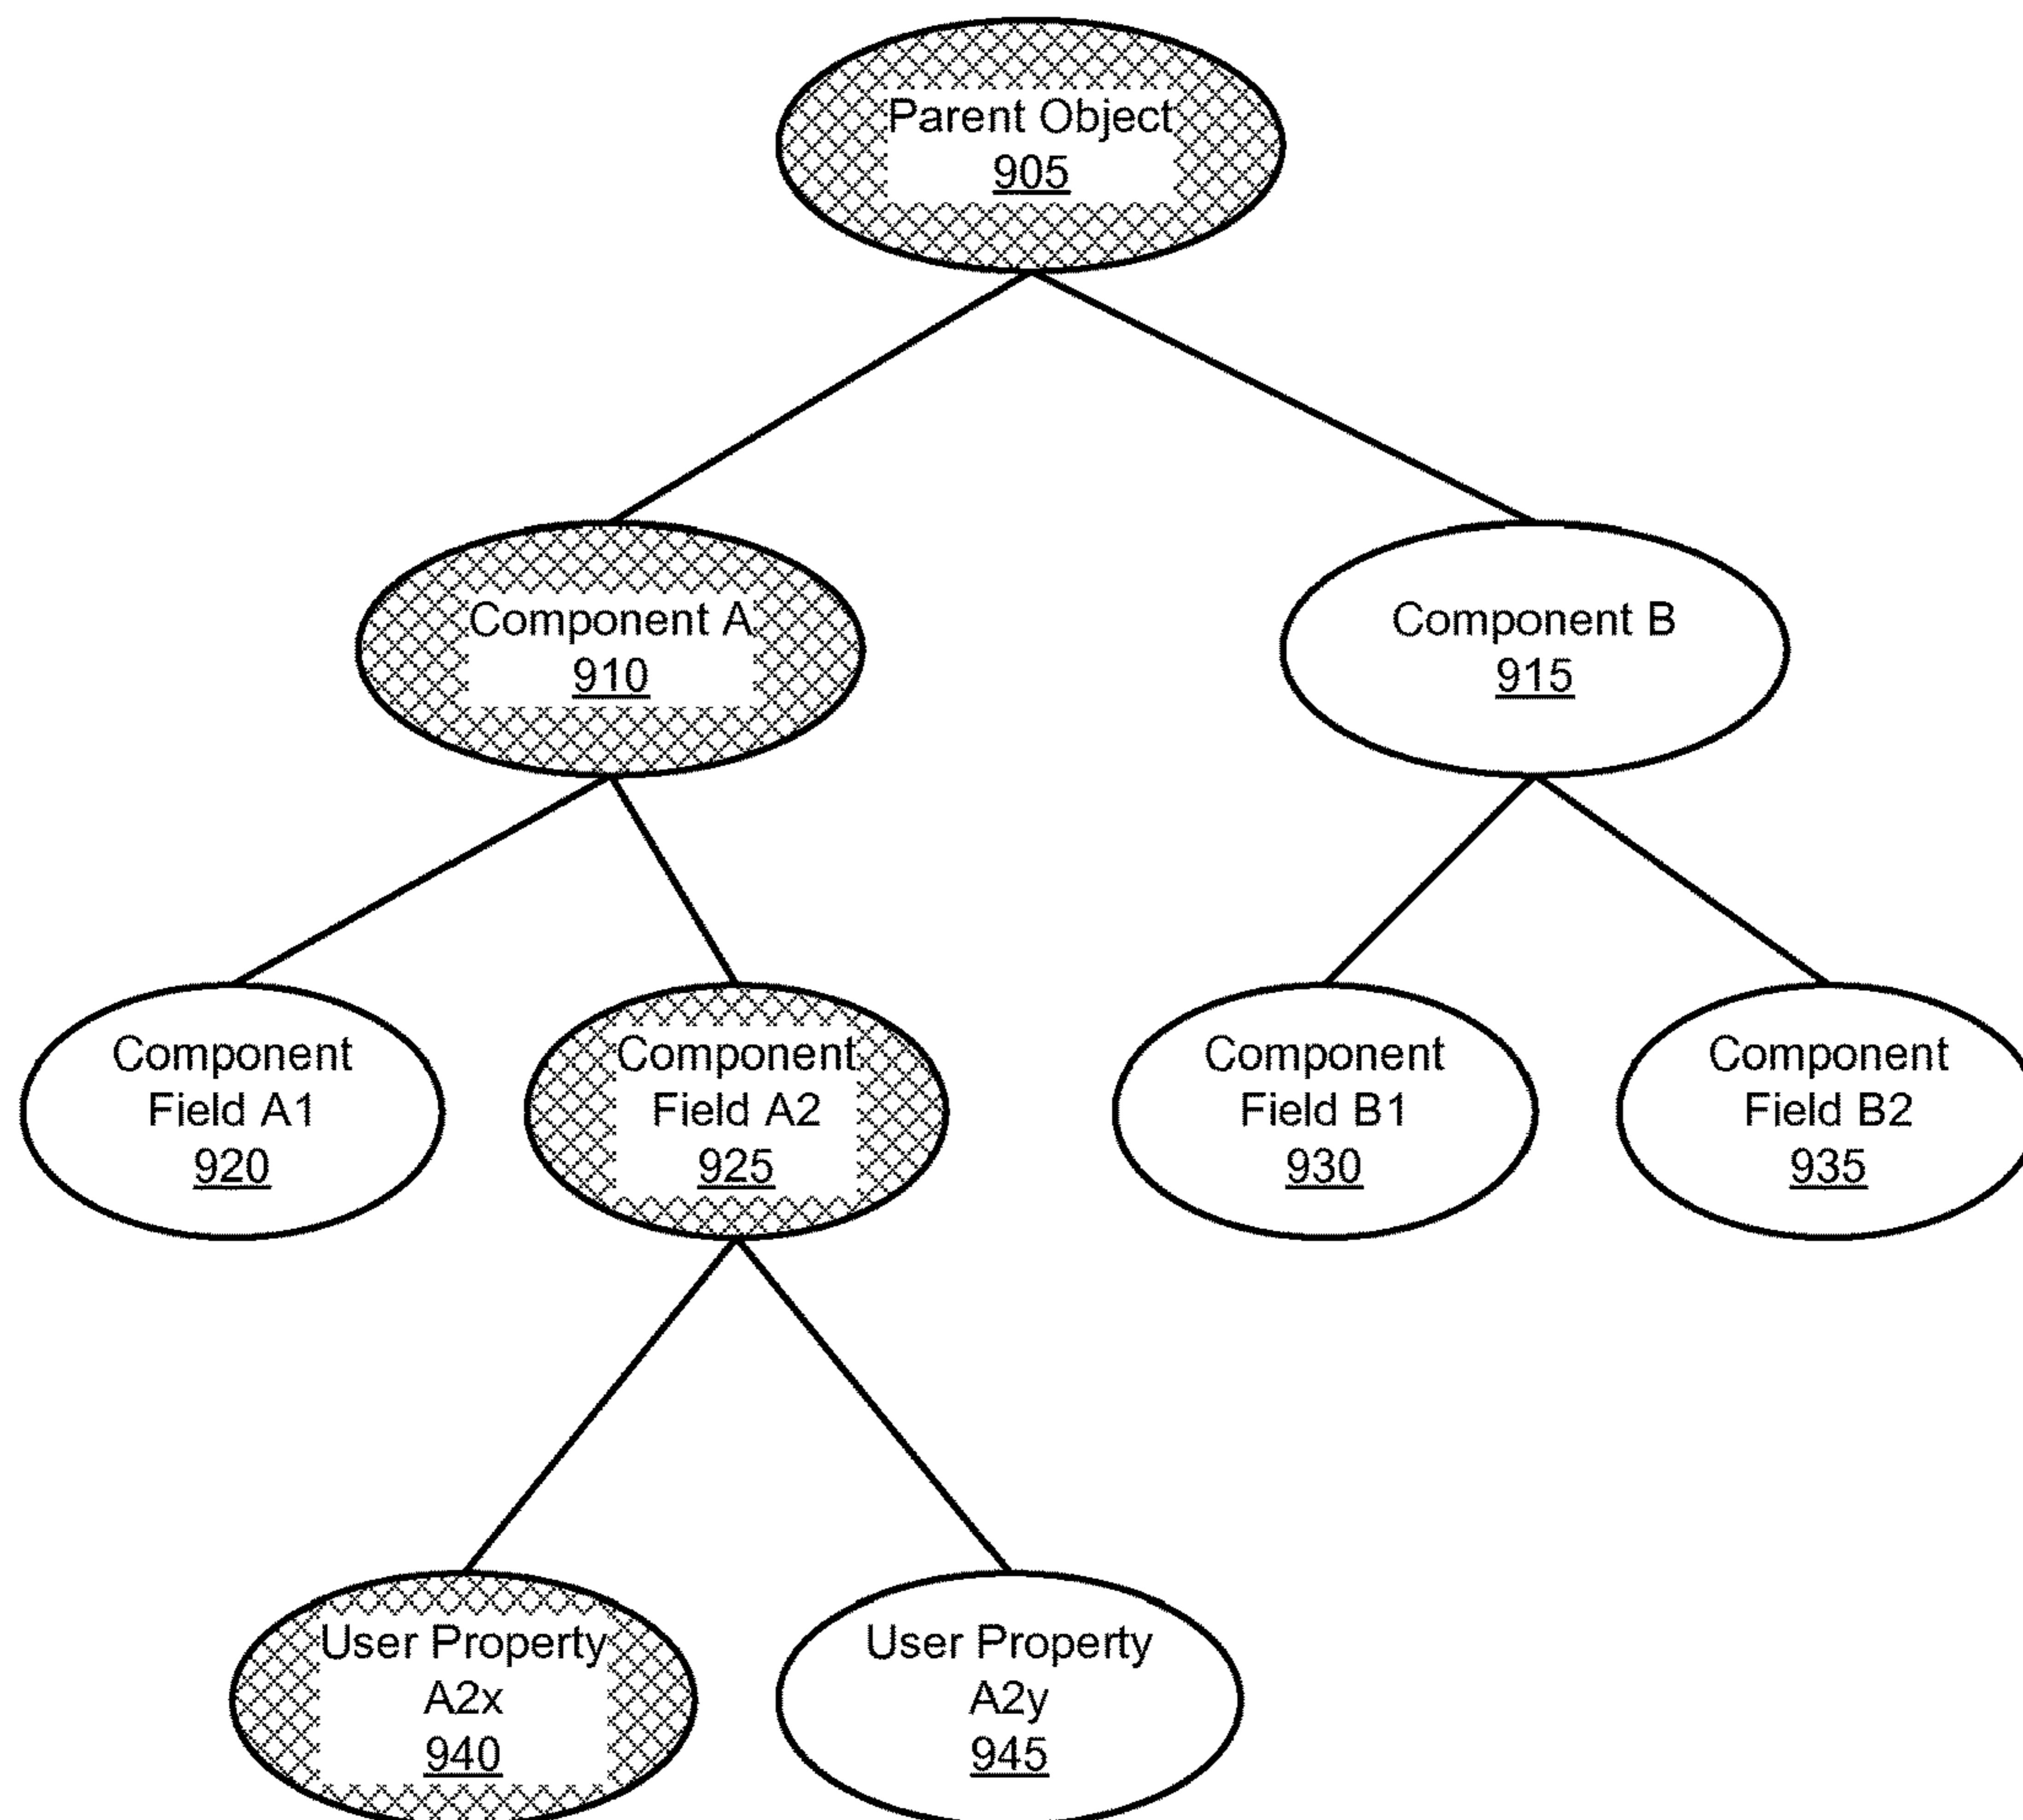 Parent Object
905
Component A
910
Component B
915
Component
Field A1
920
Component
Field A2
925
Component
Field B1
930
Component
Field B2
935
User Property
A2x
940
User Property
A2y
945